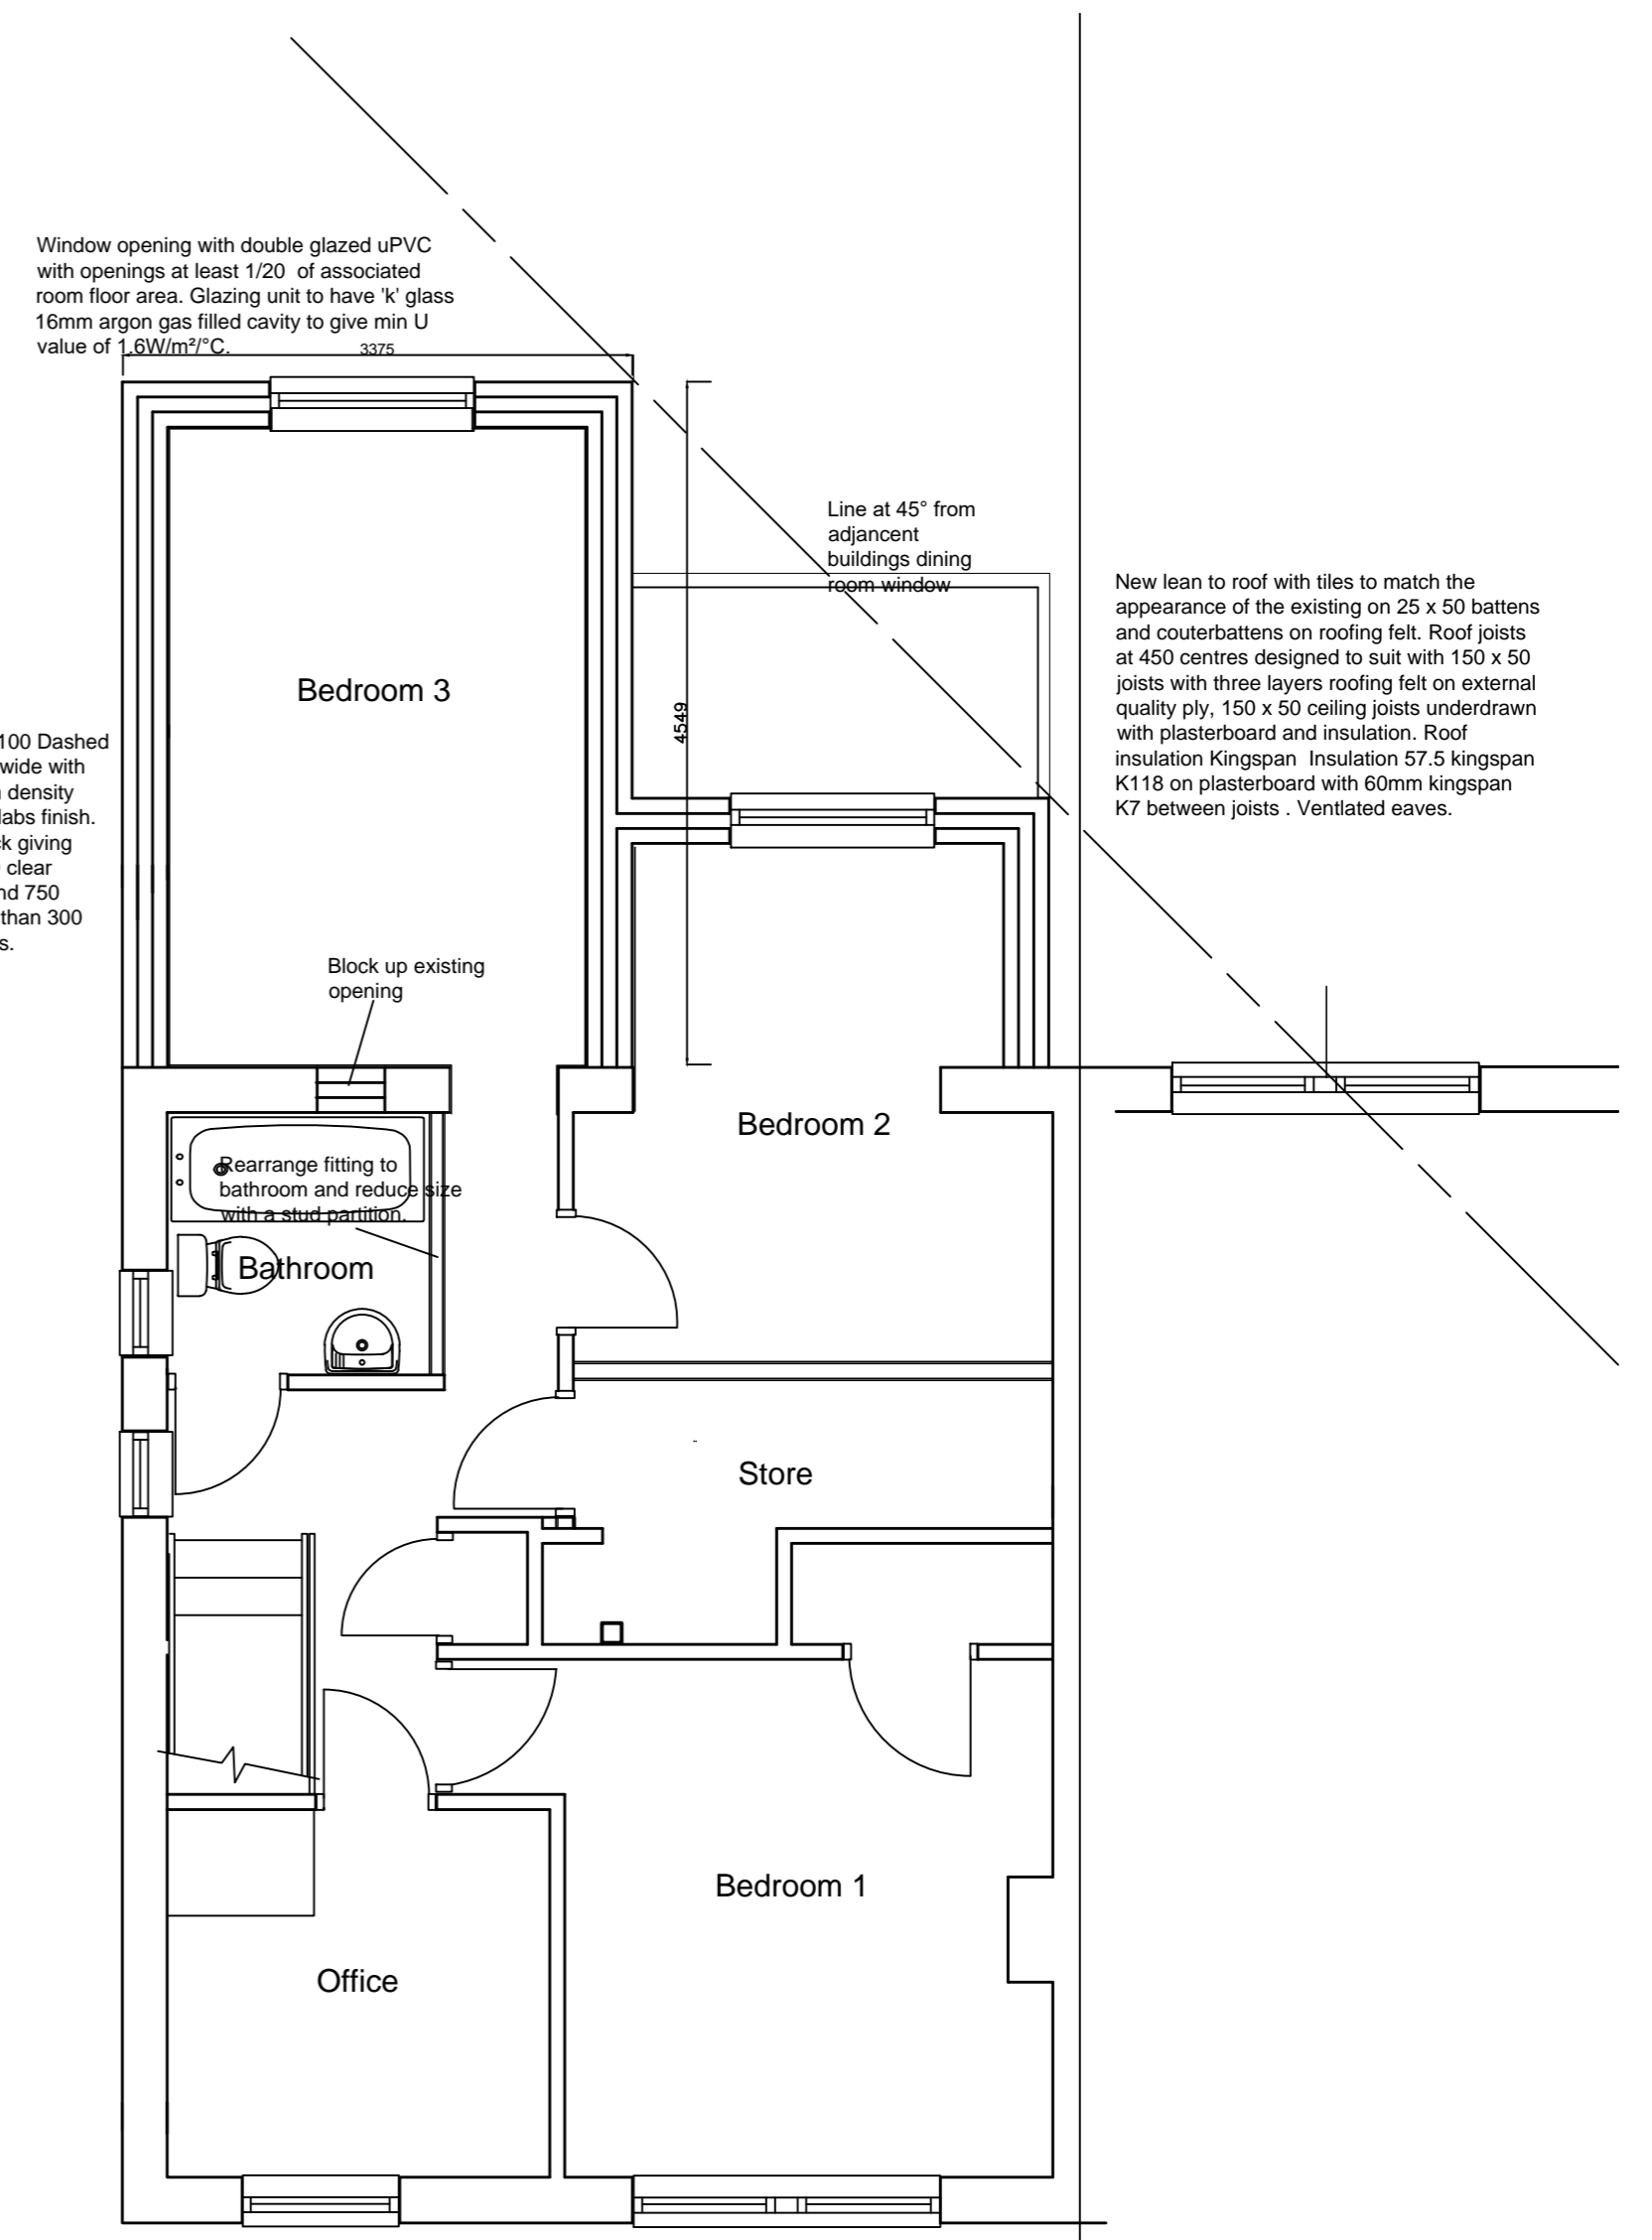 Window opening with double glazed uPVC
with openings at least 1/20 of associated
room floor area. Glazing unit to have 'k' glass
16mm argon gas filled cavity to give min U
value of 1.6W/m²/°C.
3375
Line at 45° from
adjancent
buildings dining
room window
New lean to roof with tiles to match the
appearance of the existing on 25 x 50 battens
and couterbattens on roofing felt. Roof joists
at 450 centres designed to suit with 150 x 50
joists with three layers roofing felt on external
quality ply, 150 x 50 ceiling joists underdrawn
with plasterboard and insulation. Roof
insulation Kingspan Insulation 57.5 kingspan
K118 on plasterboard with 60mm kingspan
K7 between joists . Ventlated eaves.
Bedroom 3
4549
100 Dashed
wide with
density
labs finish.
ck giving
clear
nd 750
than 300
s.
Block up existing
opening
Bedroom 2
Rearrange fitting to
bathroom and reduce size
with a stud partition.
Bathroom
Store
Bedroom 1
Office